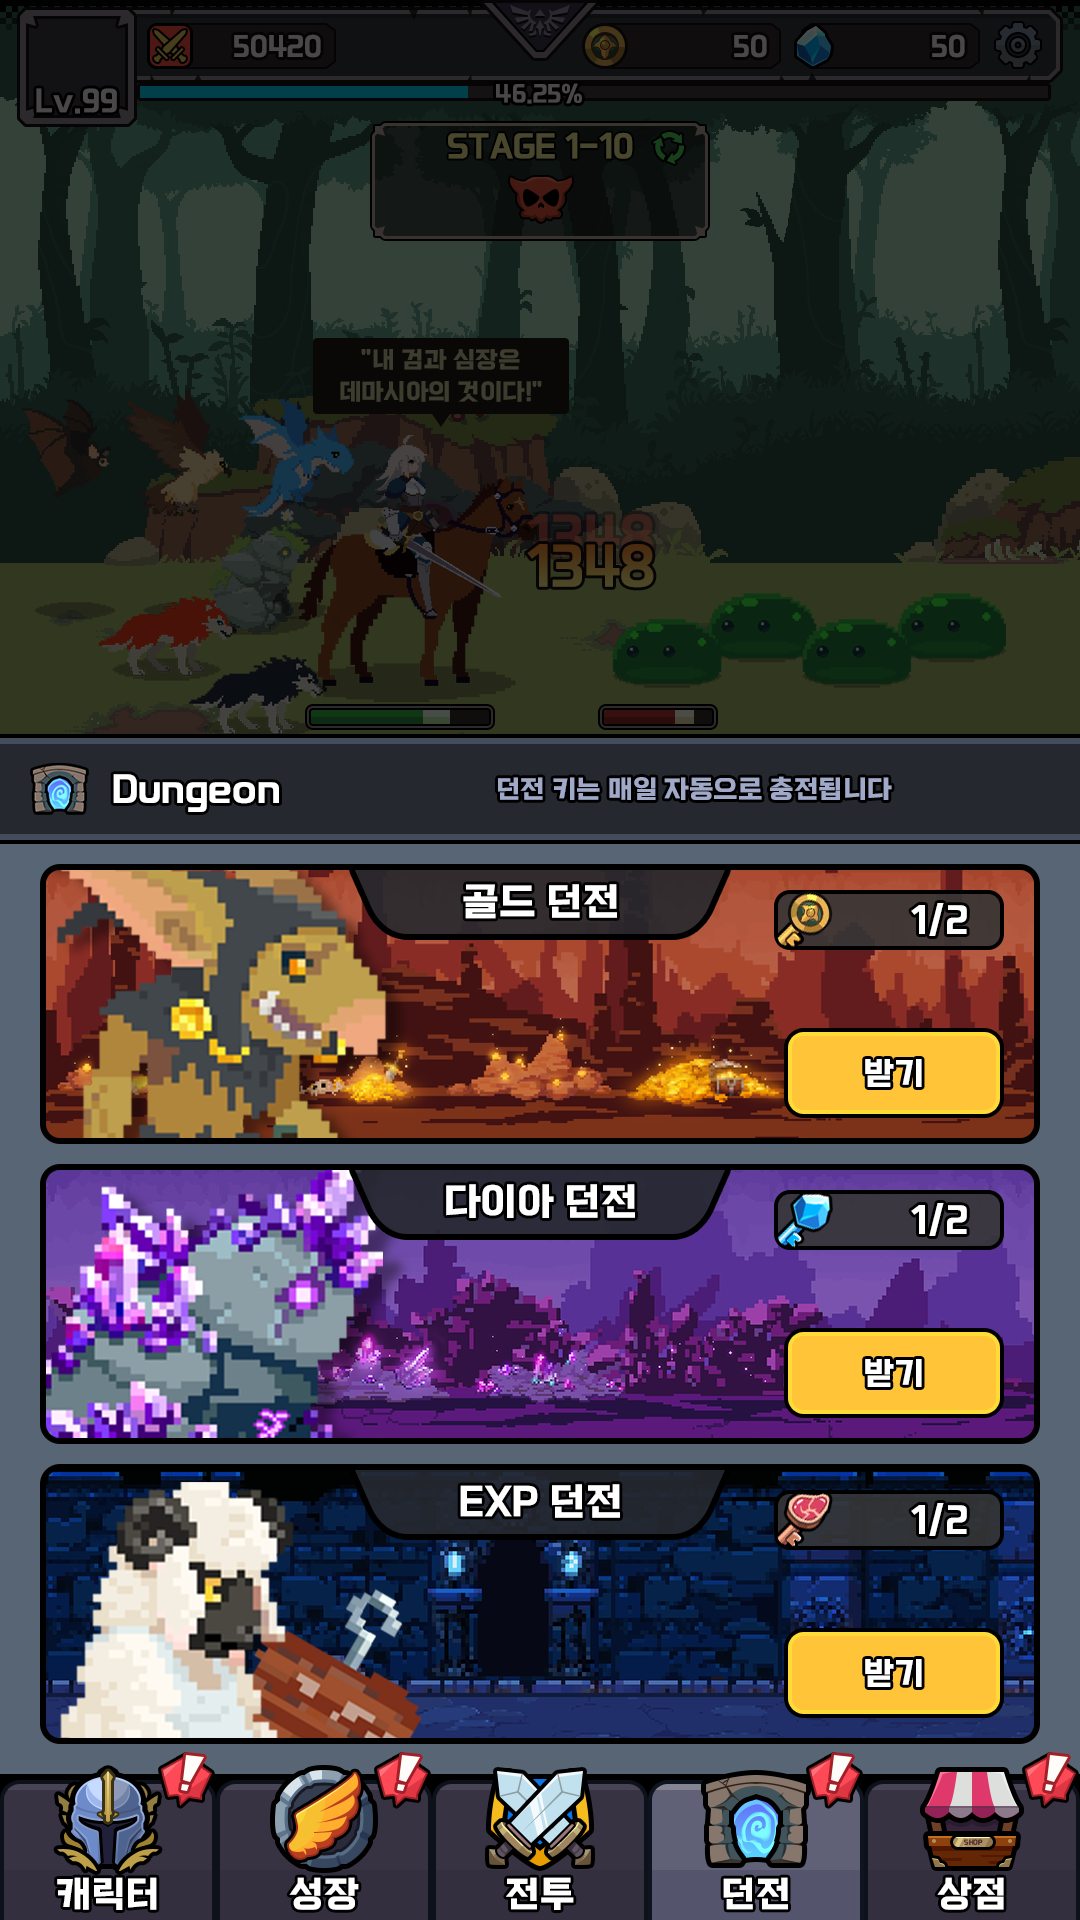 50420
50
50
Lv.99
46.25%
STAGE 1-10
"내 검과 심장은
데마시아의 것이다!"
1348
1348
Dungeon
던전 키는 매일 자동으로 충전됩니다
골드 던전
1/2
받기
다이아 던전
1/2
받기
EXP 던전
1/2
받기
SHOP
캐릭터
성장
전투
던전
상점